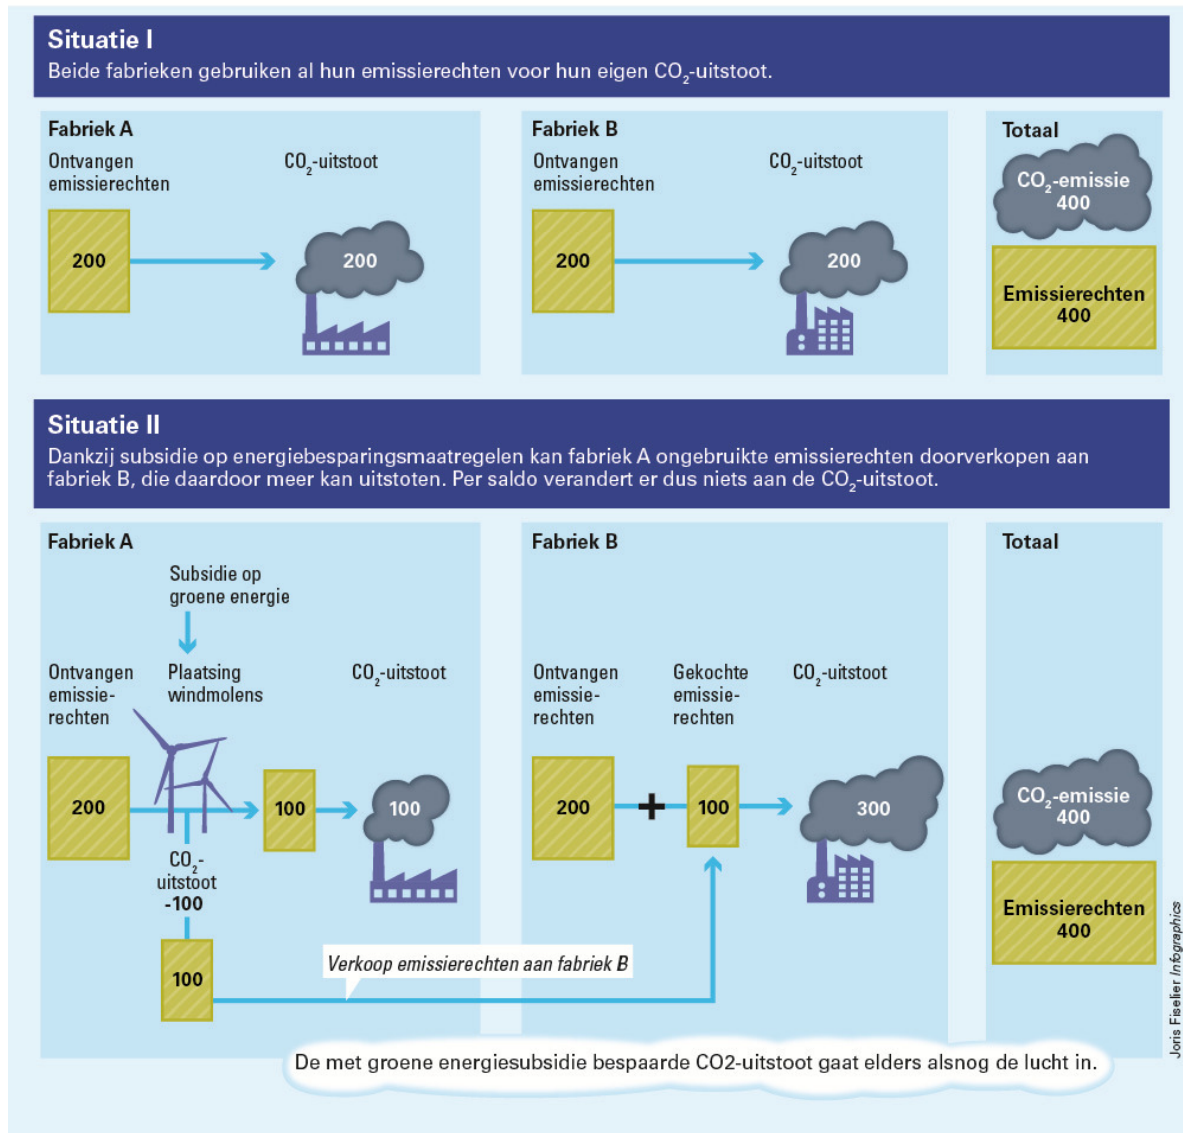 Situatie I
Beide fabrieken gebruiken al hun emissierechten voor hun eigen CO₂-uitstoot.
Fabriek A
Ontvangen
emissierechten
CO₂-uitstoot
200
200
Fabriek B
Ontvangen
emissierechten
CO₂-uitstoot
200
200
Totaal
CO₂-emissie
400
Emissierechten
400
Situatie II
Dankzij subsidie op energiebesparingsmaatregelen kan fabriek A ongebruikte emissierechten doorverkopen aan
fabriek B, die daardoor meer kan uitstoten. Per saldo verandert er dus niets aan de CO₂-uitstoot.
Fabriek A
Subsidie op
groene energie
Ontvangen
emissie-
rechten
Plaatsing
windmolens
CO₂-uitstoot
200
100
100
CO₂-
uitstoot
-100
100
Verkoop emissierechten aan fabriek B
Fabriek B
Ontvangen
emissie-
rechten
Gekochte
emissie-
rechten
CO₂-uitstoot
200
+
100
300
Totaal
CO₂-emissie
400
Emissierechten
400
De met groene energiesubsidie bespaarde CO2-uitstoot gaat elders alsnog de lucht in.
Joris Fiselier Infographics